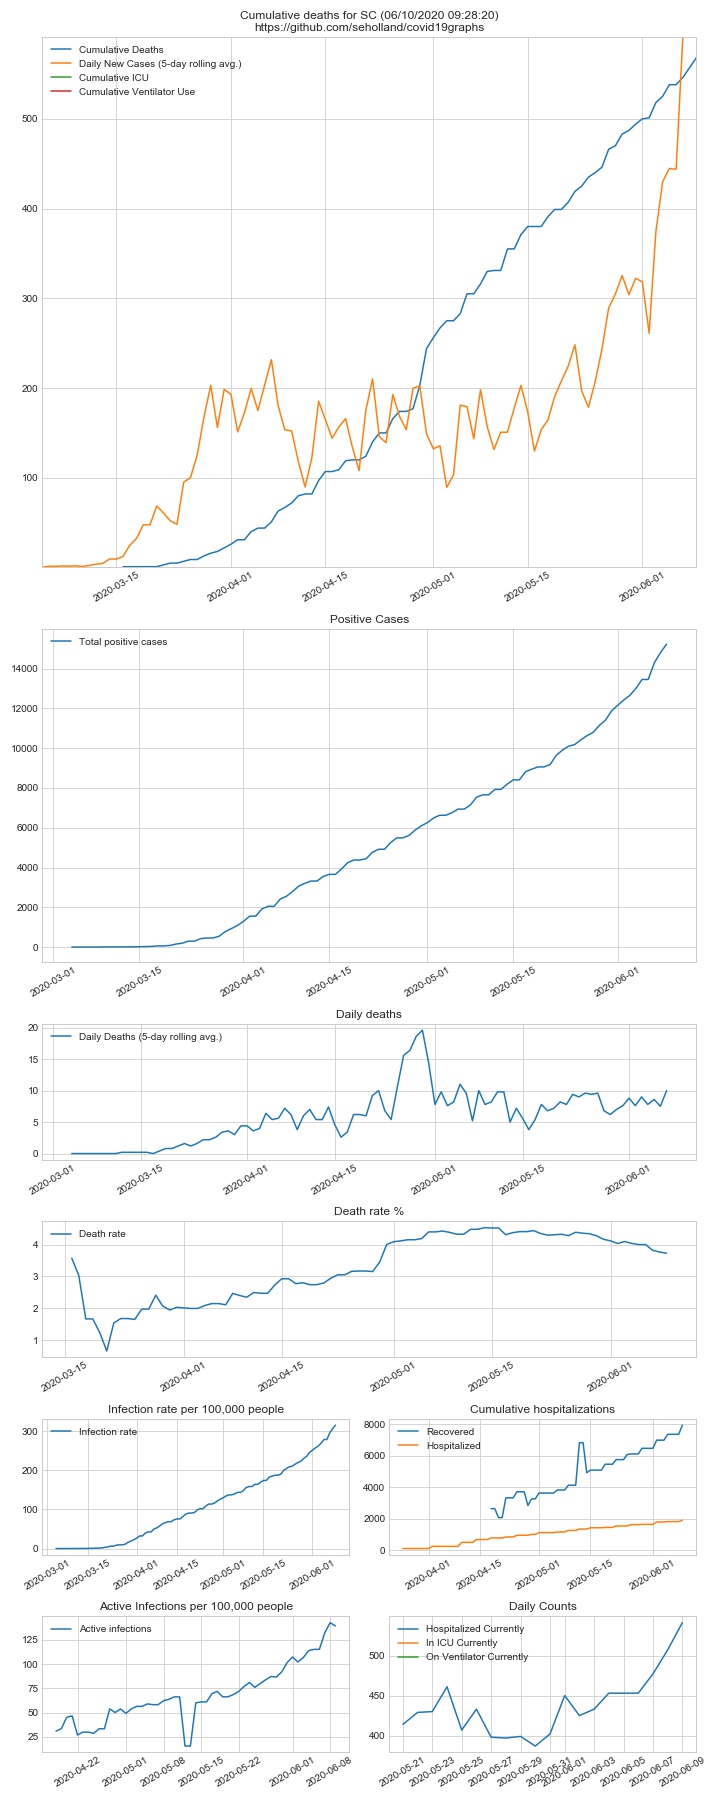 Cumulative deaths for SC (06/10/2020 09:28:20)
https://github.com/seholland/covid19graphs
Cumulative Deaths
Daily New Cases (5-day rolling avg.)
Cumulative ICU
Cumulative Ventilator Use
500
400
300
200
100
2020-03-15 2020-04-01 2020-04-15 2020-05-01 2020-05-15 2020-06-01
Positive Cases
Total positive cases
14000
12000
10000
8000
6000
4000
2000
0
2020-03-01 2020-03-15 2020-04-01 2020-04-15 2020-05-01 2020-05-15 2020-06-01
Daily deaths
Daily Deaths (5-day rolling avg.)
20
15
10
5
0
2020-03-01 2020-03-15 2020-04-01 2020-04-15 2020-05-01 2020-05-15 2020-06-01
Death rate %
Death rate
4
3
2
1
2020-03-15 2020-04-01 2020-04-15 2020-05-01 2020-05-15 2020-06-01
Infection rate per 100,000 people
Infection rate
300
200
100
0
2020-03-01 2020-03-15 2020-04-01 2020-04-15 2020-05-01 2020-05-15 2020-06-01
Cumulative hospitalizations
Recovered
Hospitalized
8000
6000
4000
2000
0
2020-04-01 2020-04-15 2020-05-01 2020-05-15 2020-06-01
Active Infections per 100,000 people
Active infections
125
100
75
50
25
2020-04-22 2020-05-01 2020-05-08 2020-05-15 2020-05-22 2020-06-01 2020-06-08
Daily Counts
Hospitalized Currently
In ICU Currently
On Ventilator Currently
500
450
400
2020-05-21 2020-05-23 2020-05-25 2020-05-27 2020-05-29 2020-05-31 2020-06-01 2020-06-03 2020-06-05 2020-06-07 2020-06-09